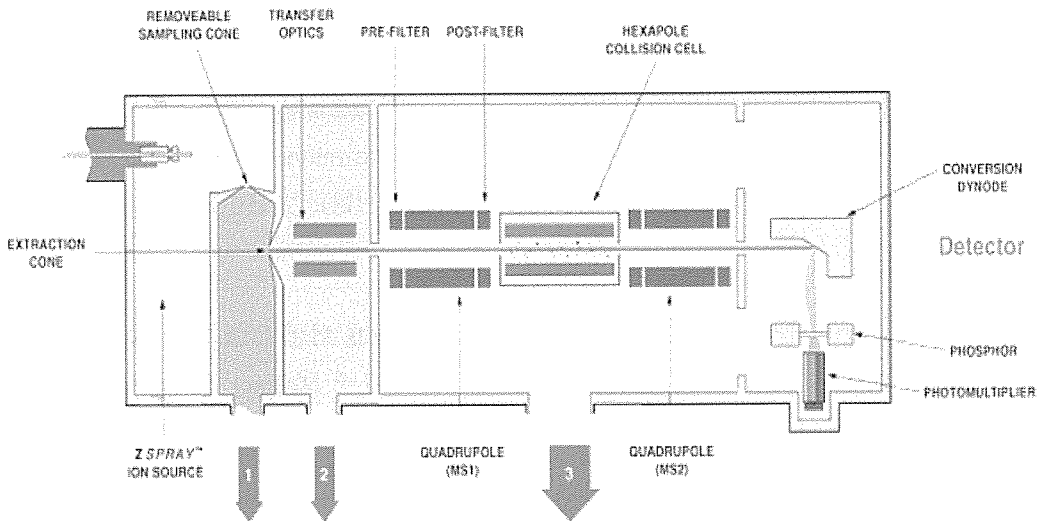 REMOVEABLE
SAMPLING CONE
TRANSFER
OPTICS
PRE-FILTER
POST-FILTER
HEXAPOLE
COLLISION CELL
CONVERSION
DYNODE
EXTRACTION
CONE
Detector
PHOSPHOR
PHOTOMULTIPLIER
Z SPRAY™
ION SOURCE
1
2
QUADRUPOLE
(MS1)
3
QUADRUPOLE
(MS2)